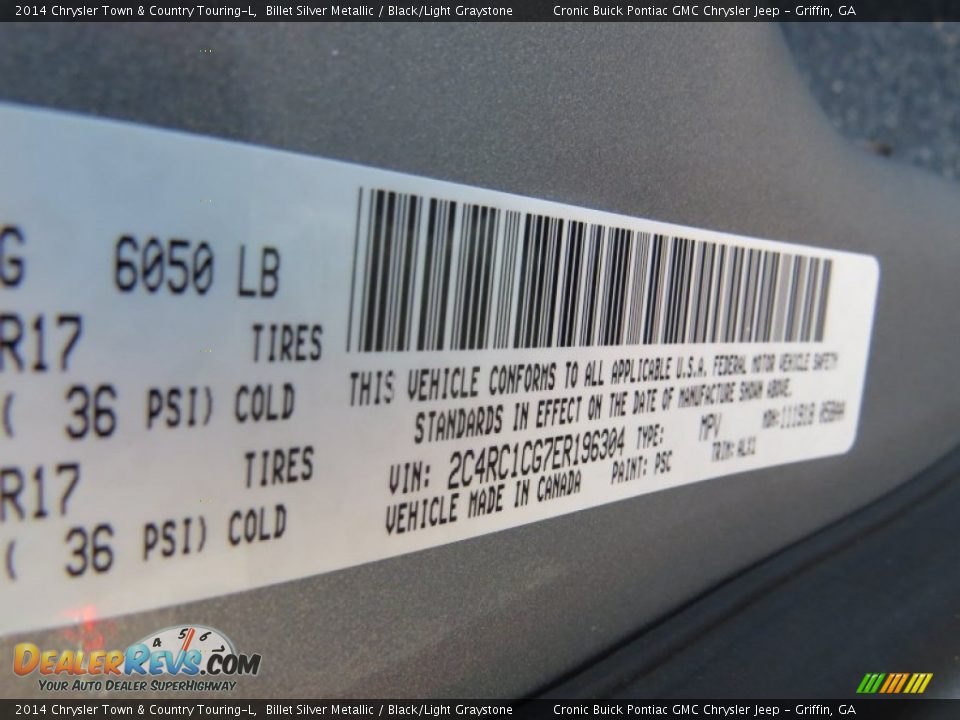 2014 Chrysler Town & Country Touring-L, Billet Silver Metallic / Black/Light Graystone Cronic Buick Pontiac GMC Chrysler Jeep - Griffin, GA
G 6050 LB
R17 TIRES
( 36 PSI) COLD
R17 TIRES
( 36 PSI) COLD
THIS VEHICLE CONFORMS TO ALL APPLICABLE U.S.A. FEDERAL MOTOR VEHICLE SAFETY
STANDARDS IN EFFECT ON THE DATE OF MANUFACTURE SHOWN ABOVE.
VIN: 2C4RC1CG7ER196304 TYPE: MPV
VEHICLE MADE IN CANADA PAINT: PSC TRIM:
4 5 6
DealerRevs.com
Your Auto Dealer SuperHighway
2014 Chrysler Town & Country Touring-L, Billet Silver Metallic / Black/Light Graystone Cronic Buick Pontiac GMC Chrysler Jeep - Griffin, GA